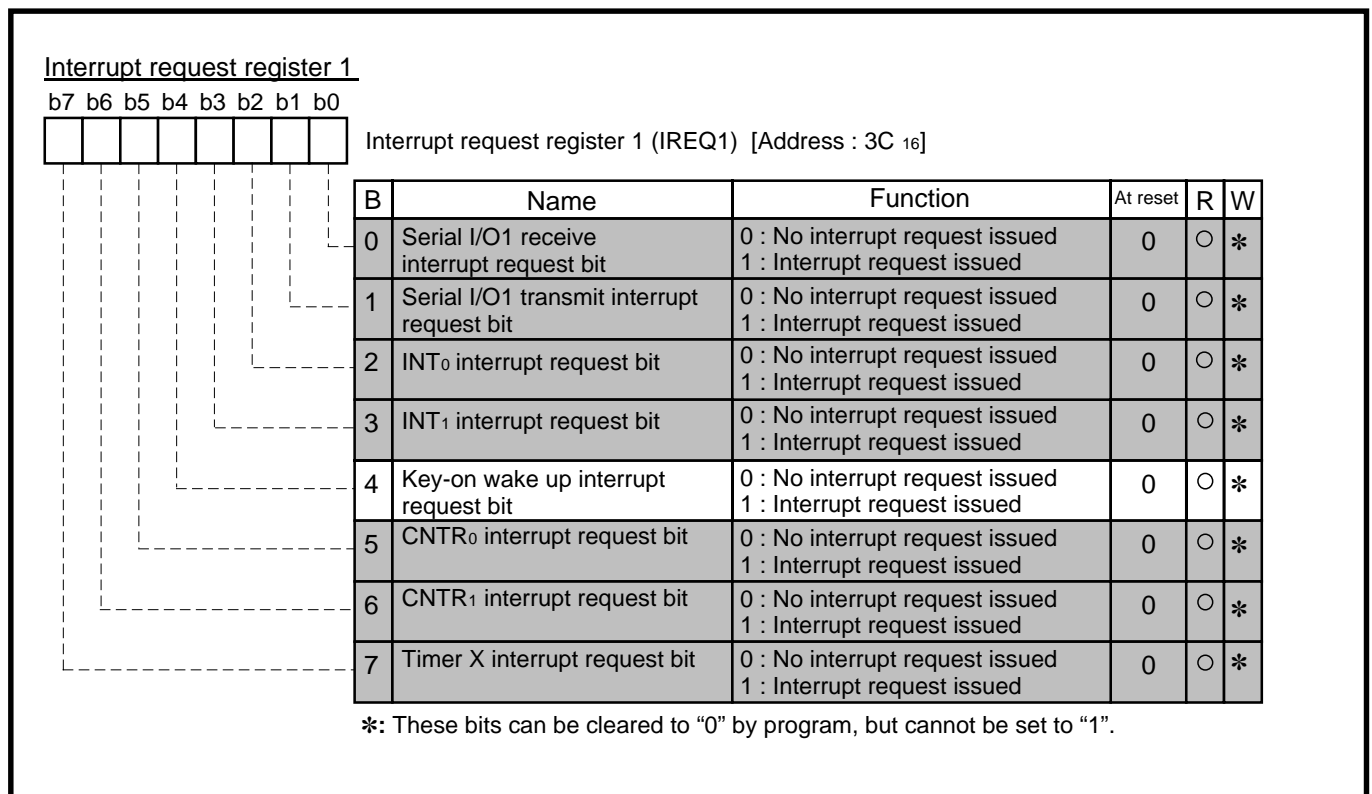 Interrupt request register 1
b7 b6 b5 b4 b3 b2 b1 b0
Interrupt request register 1 (IREQ1) [Address : 3C 16]
B Name Function At reset R W
0 Serial I/O1 receive interrupt request bit 0 : No interrupt request issued 1 : Interrupt request issued 0 ○ ✻
1 Serial I/O1 transmit interrupt request bit 0 : No interrupt request issued 1 : Interrupt request issued 0 ○ ✻
2 INT0 interrupt request bit 0 : No interrupt request issued 1 : Interrupt request issued 0 ○ ✻
3 INT1 interrupt request bit 0 : No interrupt request issued 1 : Interrupt request issued 0 ○ ✻
4 Key-on wake up interrupt request bit 0 : No interrupt request issued 1 : Interrupt request issued 0 ○ ✻
5 CNTR0 interrupt request bit 0 : No interrupt request issued 1 : Interrupt request issued 0 ○ ✻
6 CNTR1 interrupt request bit 0 : No interrupt request issued 1 : Interrupt request issued 0 ○ ✻
7 Timer X interrupt request bit 0 : No interrupt request issued 1 : Interrupt request issued 0 ○ ✻
✻: These bits can be cleared to “0” by program, but cannot be set to “1”.